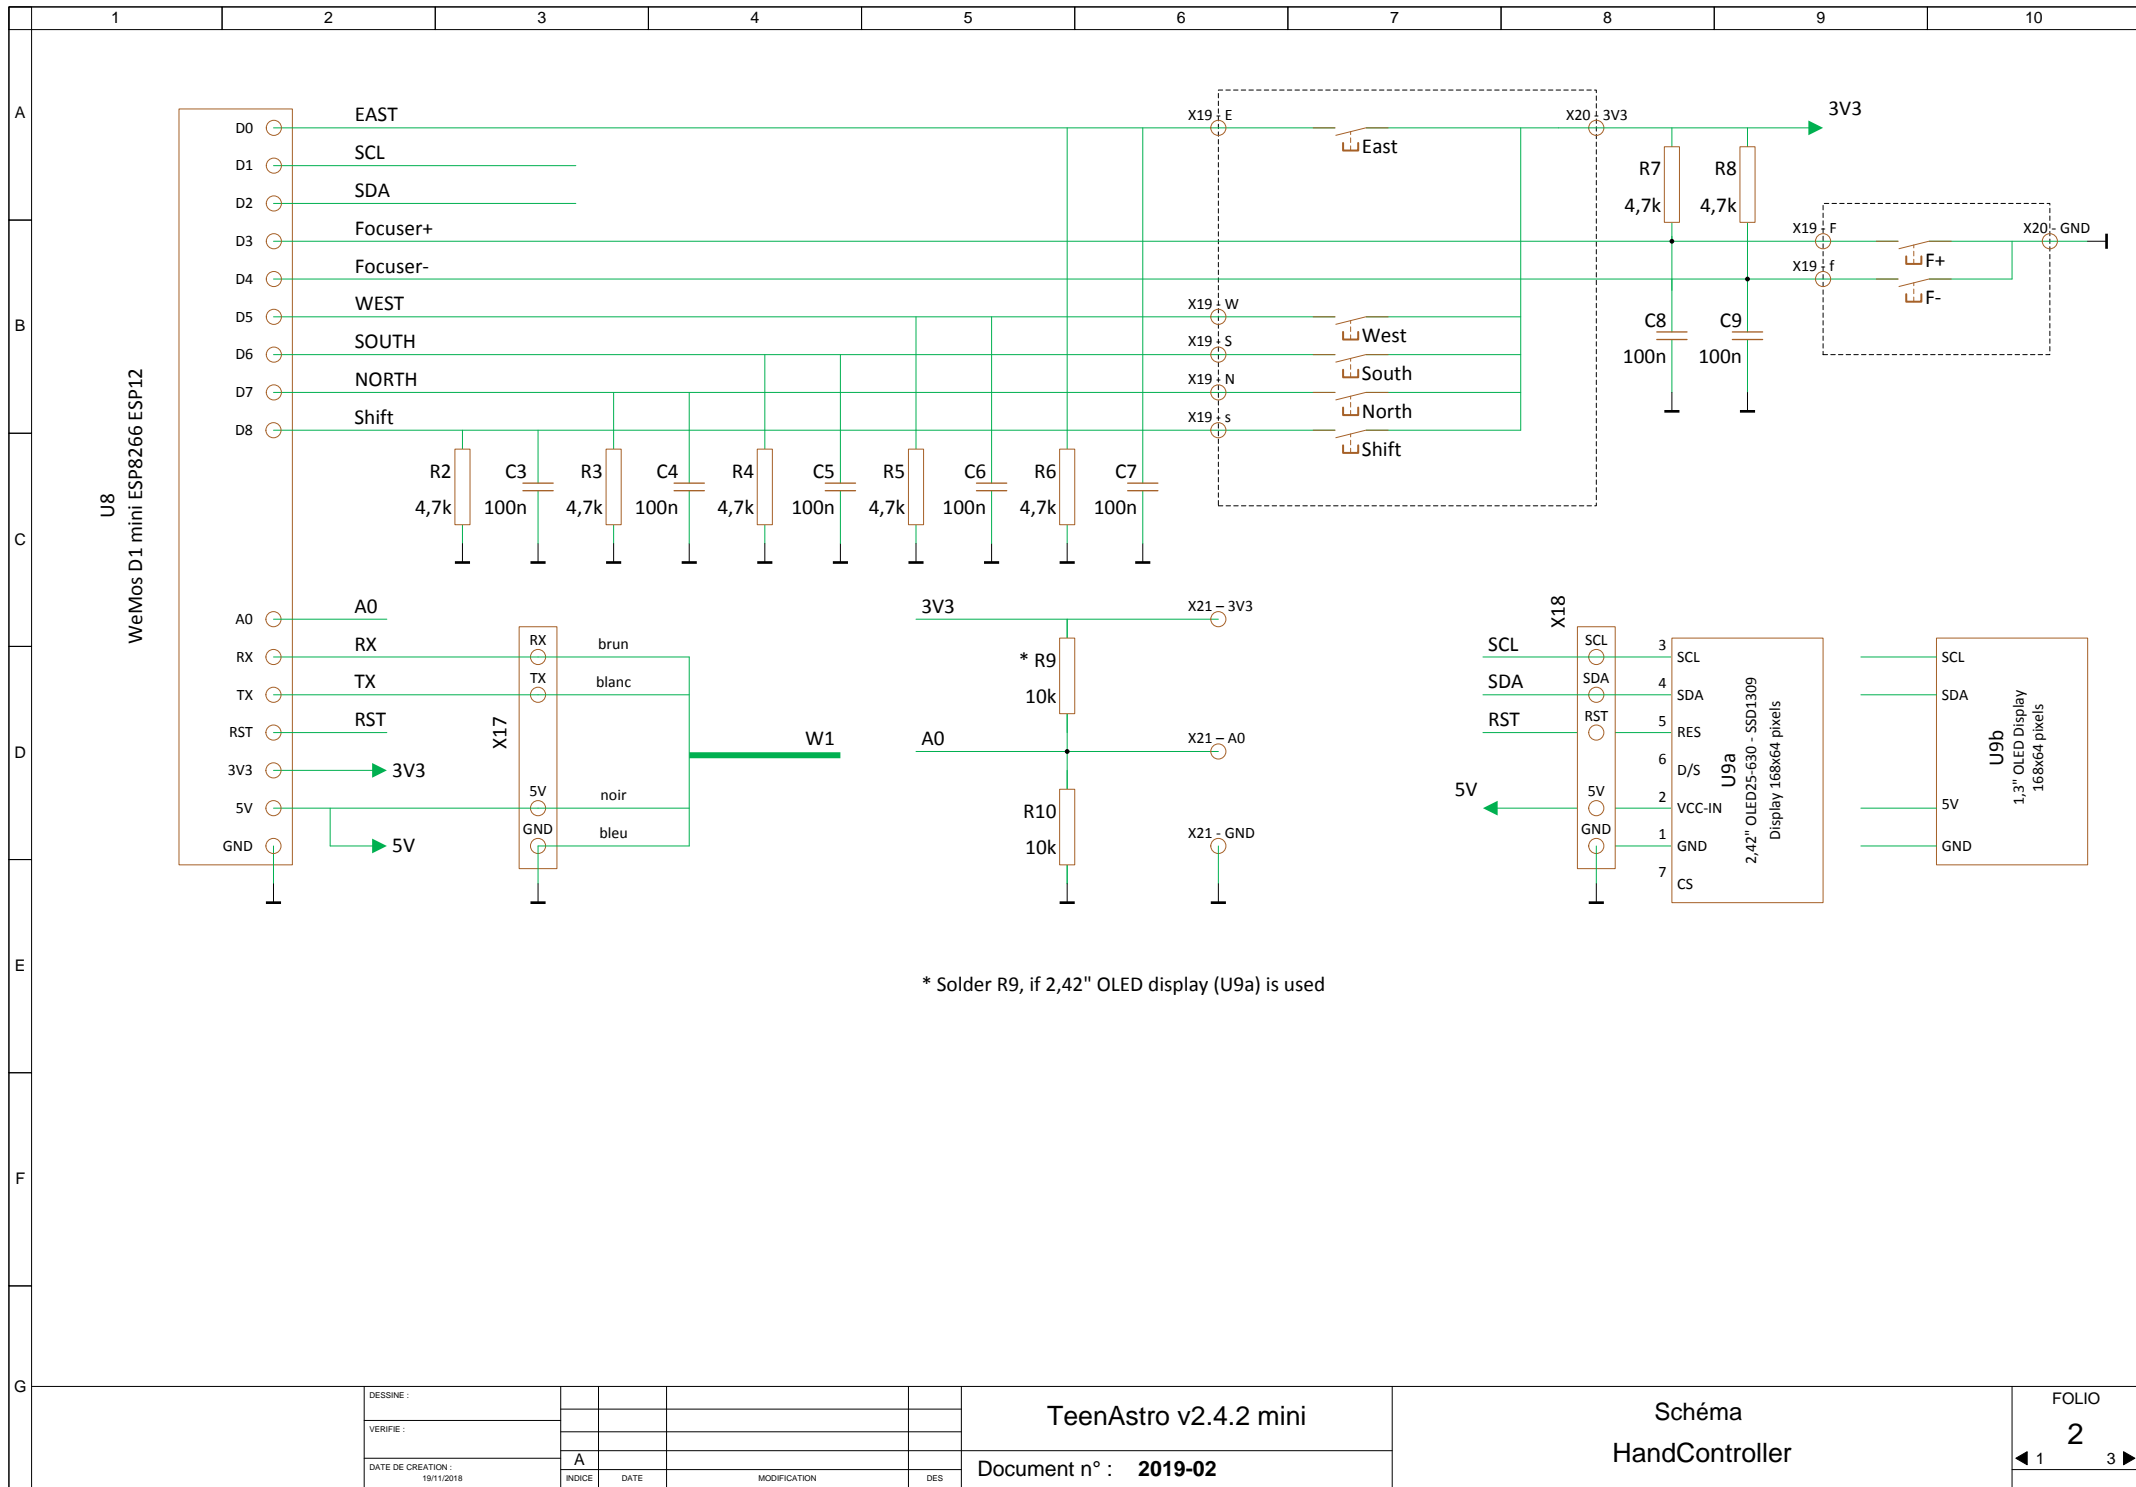 1 2 3 4 5 6 7 8 9 10
A
B
C
D
E
F
G
U8
WeMos D1 mini ESP8266 ESP12
D0 EAST
D1 SCL
D2 SDA
D3 Focuser+
D4 Focuser-
D5 WEST
D6 SOUTH
D7 NORTH
D8 Shift
X19 - E
X20 - 3V3
3V3
East
X19 - W
West
X19 - S
South
X19 - N
North
X19 - s
Shift
R7
4,7k
R8
4,7k
X19 - F
X20 - GND
F+
X19 - f
F-
C8
100n
C9
100n
R2
4,7k
C3
100n
R3
4,7k
C4
100n
R4
4,7k
C5
100n
R5
4,7k
C6
100n
R6
4,7k
C7
100n
A0 A0
RX RX
TX TX
RST RST
3V3 3V3
5V
5V
GND
X17
RX brun
TX blanc
5V noir
GND bleu
W1
3V3
X21 – 3V3
* R9
10k
A0
X21 – A0
R10
10k
X21 - GND
X18
SCL SCL 3 SCL
SDA SDA 4 SDA
RST RST 5 RES
6 D/S
5V 5V 2 VCC-IN
GND 1 GND
7 CS
U9a
2,42" OLED25-630 - SSD1309
Display 168x64 pixels
SCL
SDA
5V
GND
U9b
1,3" OLED Display
168x64 pixels
* Solder R9, if 2,42" OLED display (U9a) is used
DESSINE :
VERIFIE :
DATE DE CREATION :
19/11/2018
A
INDICE DATE MODIFICATION DES
TeenAstro v2.4.2 mini
Document n° : 2019-02
Schéma
HandController
FOLIO
2
1 3